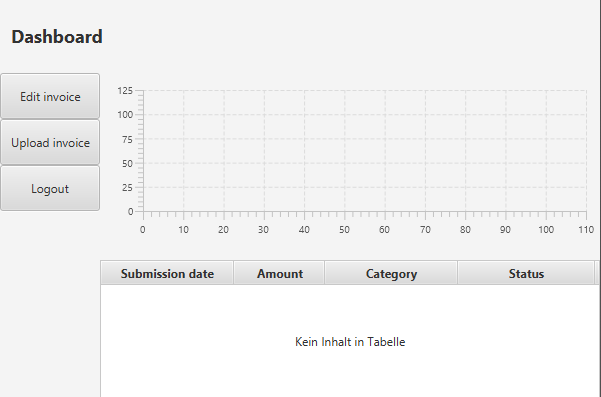 Dashboard
Edit invoice
Upload invoice
Logout
125
100
75
50
25
0
0 10 20 30 40 50 60 70 80 90 100 110
Submission date Amount Category Status
Kein Inhalt in Tabelle